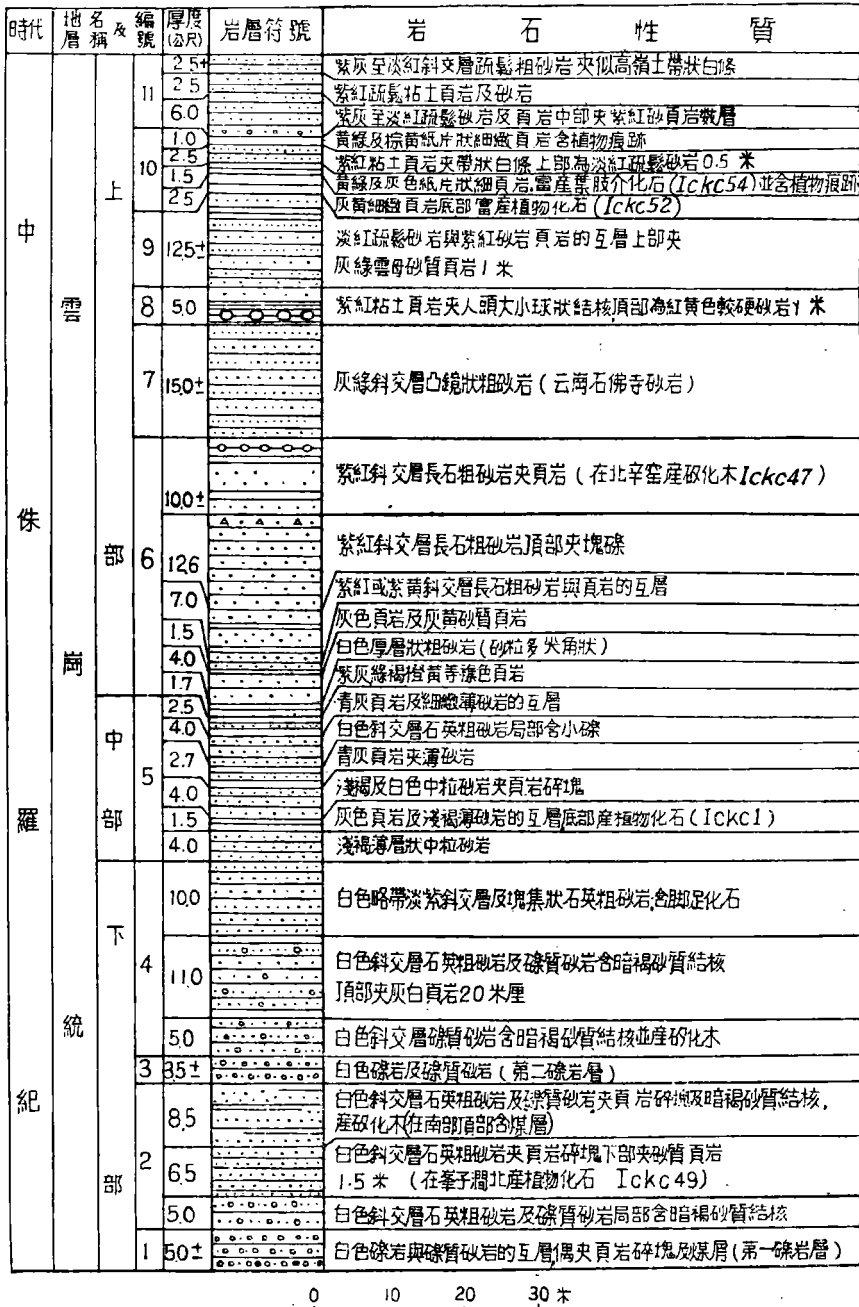 時代 地層名稱及 編號 厚度(公尺) 岩層符號 岩石性質
中侏羅紀
雲崗統
上部
中部
下部
11
2.5+ 紫灰至淡紅斜交層疏鬆粗砂岩夾似高嶺土帶狀白條
2.5 紫紅疏鬆粘土頁岩及砂岩
6.0 紫灰至淡紅疏鬆砂岩及頁岩中部夾紫紅砂頁岩數層
10
1.0 黃綠及棕黃紙片狀細緻頁岩含植物痕跡
2.5 紫紅粘土頁岩夾帶狀白條上部為淡紅疏鬆砂岩0.5 米
1.5 黃綠及灰色紙片狀細頁岩,富產葉肢介化石(Ickc54)並含植物痕跡
2.5 灰黃細緻頁岩底部富產植物化石(Ickc52)
9
12.5± 淡紅疏鬆砂岩與紫紅砂岩頁岩的互層上部夾
灰綠雲母砂質頁岩1米
8
5.0 紫紅粘土頁岩夾人頭大小球狀結核頂部為紅黃色較硬砂岩1米
7
15.0± 灰綠斜交層凸鏡狀粗砂岩(云崗石佛寺砂岩)
6
10.0± 紫紅斜交層長石粗砂岩夾頁岩(在北辛窑產矽化木Ickc47)
12.6 紫紅斜交層長石粗砂岩頂部夾塊礫
7.0 紫紅或紫黃斜交層長石粗砂岩與頁岩的互層
1.5 灰色頁岩及灰黃砂質頁岩
4.0 白色厚層狀粗砂岩(砂粒多尖角狀)
1.7 紫灰綠褐橙黃等雜色頁岩
5
2.5 青灰頁岩及細緻薄砂岩的互層
4.0 白色斜交層石英粗砂岩局部含小礫
2.7 青灰頁岩夾薄砂岩
4.0 淺褐及白色中粒砂岩夾頁岩碎塊
1.5 灰色頁岩及淺褐薄砂岩的互層底部產植物化石(Ickc1)
4.0 淺褐薄層狀中粒砂岩
4
10.0 白色略帶淡紫斜交層及塊集狀石英粗砂岩,含脚足化石
11.0 白色斜交層石英粗砂岩及礫質砂岩含暗褐砂質結核
頂部夾灰白頁岩20米厘
5.0 白色斜交層礫質砂岩含暗褐砂質結核並產矽化木
3
3.5± 白色礫岩及礫質砂岩(第二礫岩層)
2
8.5 白色斜交層石英粗砂岩及礫質砂岩夾頁岩碎塊及暗褐砂質結核,
產矽化木(在南部頂部含煤層)
6.5 白色斜交層石英粗砂岩夾頁岩碎塊下部夾砂質頁岩
1.5米 (在峯子澗北產植物化石 Ickc49)
5.0 白色斜交層石英粗砂岩及礫質砂岩局部含暗褐砂質結核
1
5.0± 白色礫岩與礫質砂岩的互層偶夾頁岩碎塊及煤屑(第一礫岩層)
0 10 20 30米